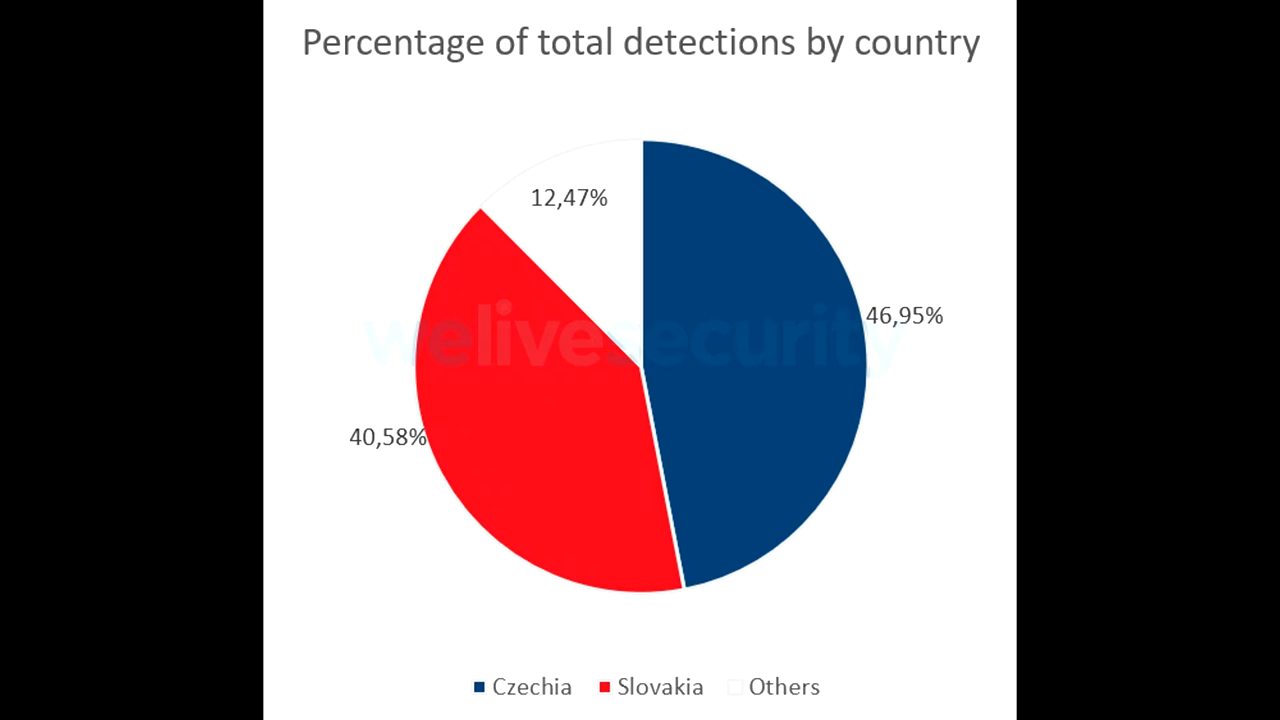 Percentage of total detections by country
12,47%
46,95%
welivesecurity
40,58%
Czechia Slovakia Others